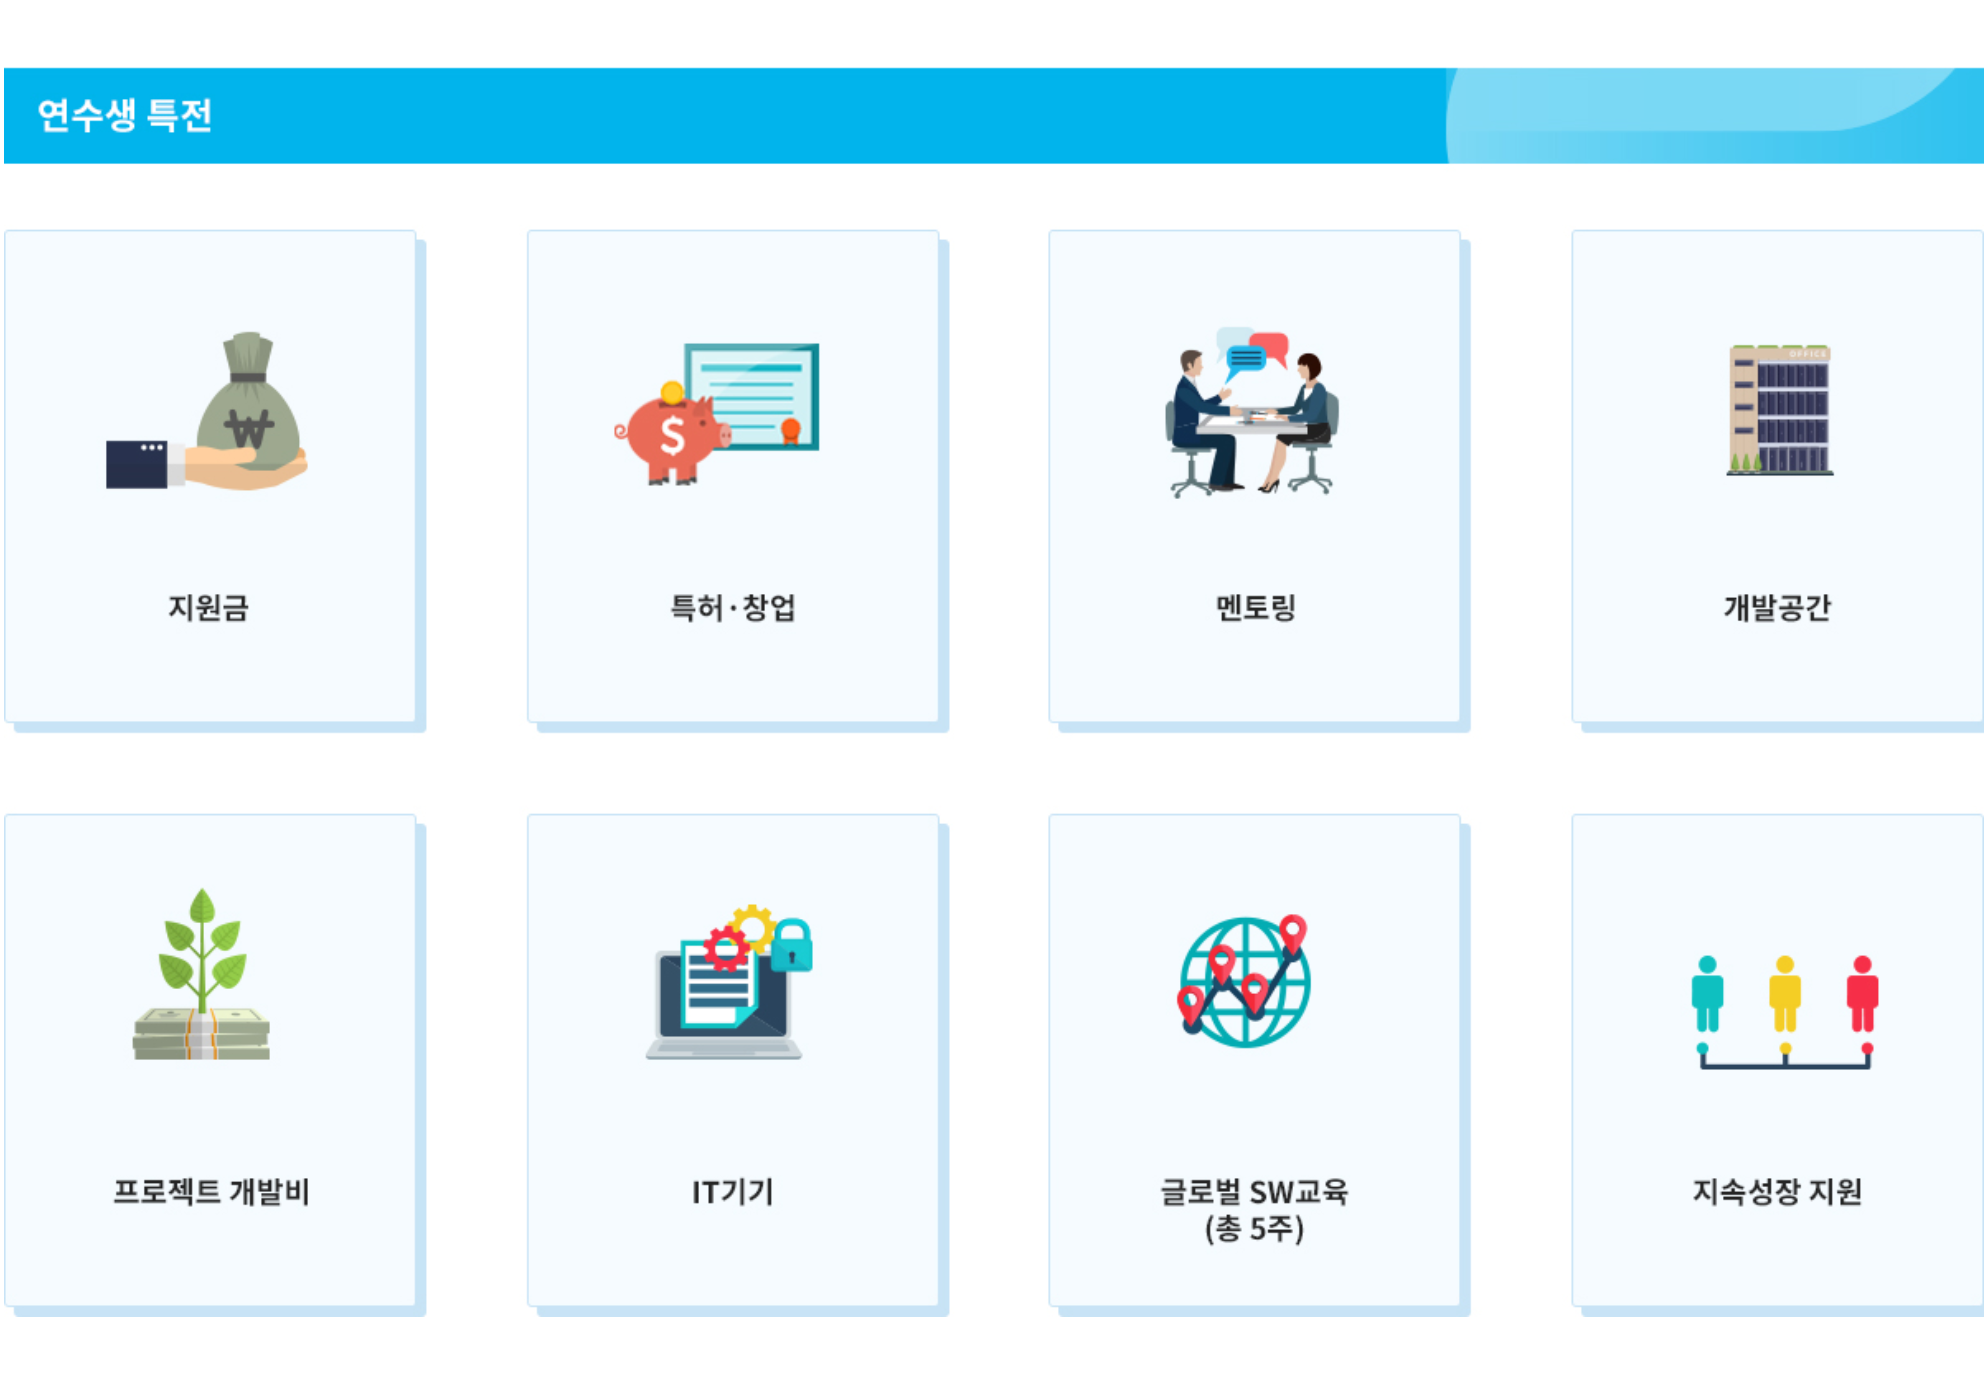 연수생 특전
지원금
특허·창업
멘토링
OFFICE
개발공간
프로젝트 개발비
IT기기
글로벌 SW교육
(총 5주)
지속성장 지원